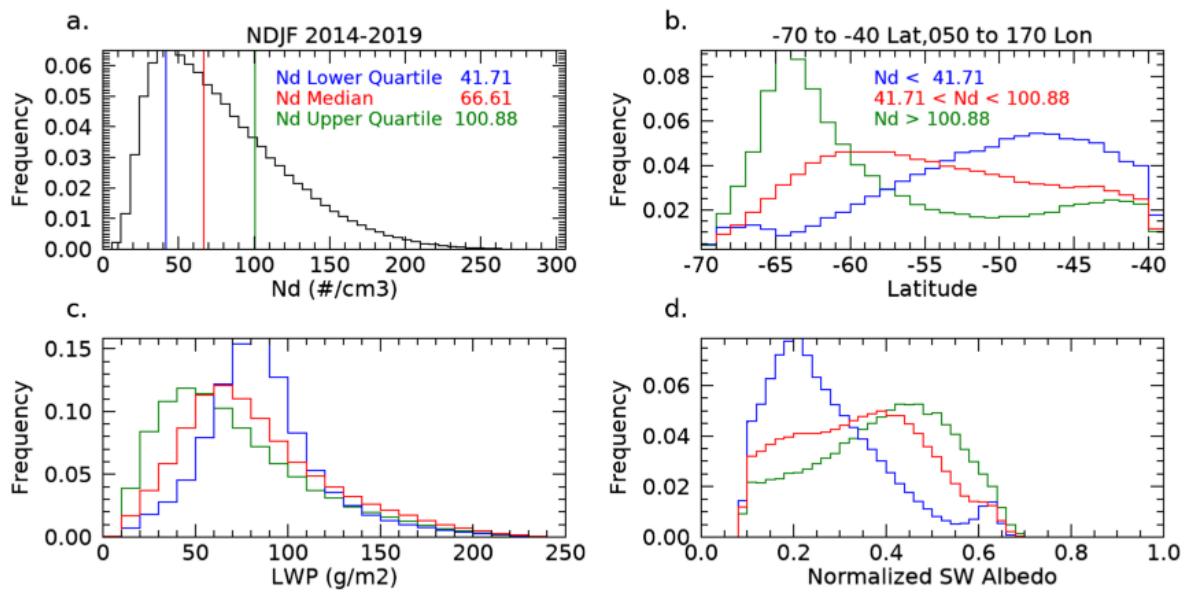 a.
NDJF 2014-2019
Nd Lower Quartile 41.71
Nd Median 66.61
Nd Upper Quartile 100.88
Frequency
0.06
0.05
0.04
0.03
0.02
0.01
0.00
0 50 100 150 200 250 300
Nd (#/cm3)
b.
-70 to -40 Lat,050 to 170 Lon
Nd < 41.71
41.71 < Nd < 100.88
Nd > 100.88
Frequency
0.08
0.06
0.04
0.02
-70 -65 -60 -55 -50 -45 -40
Latitude
c.
Frequency
0.15
0.10
0.05
0.00
0 50 100 150 200 250
LWP (g/m2)
d.
Frequency
0.06
0.04
0.02
0.00
0.0 0.2 0.4 0.6 0.8 1.0
Normalized SW Albedo